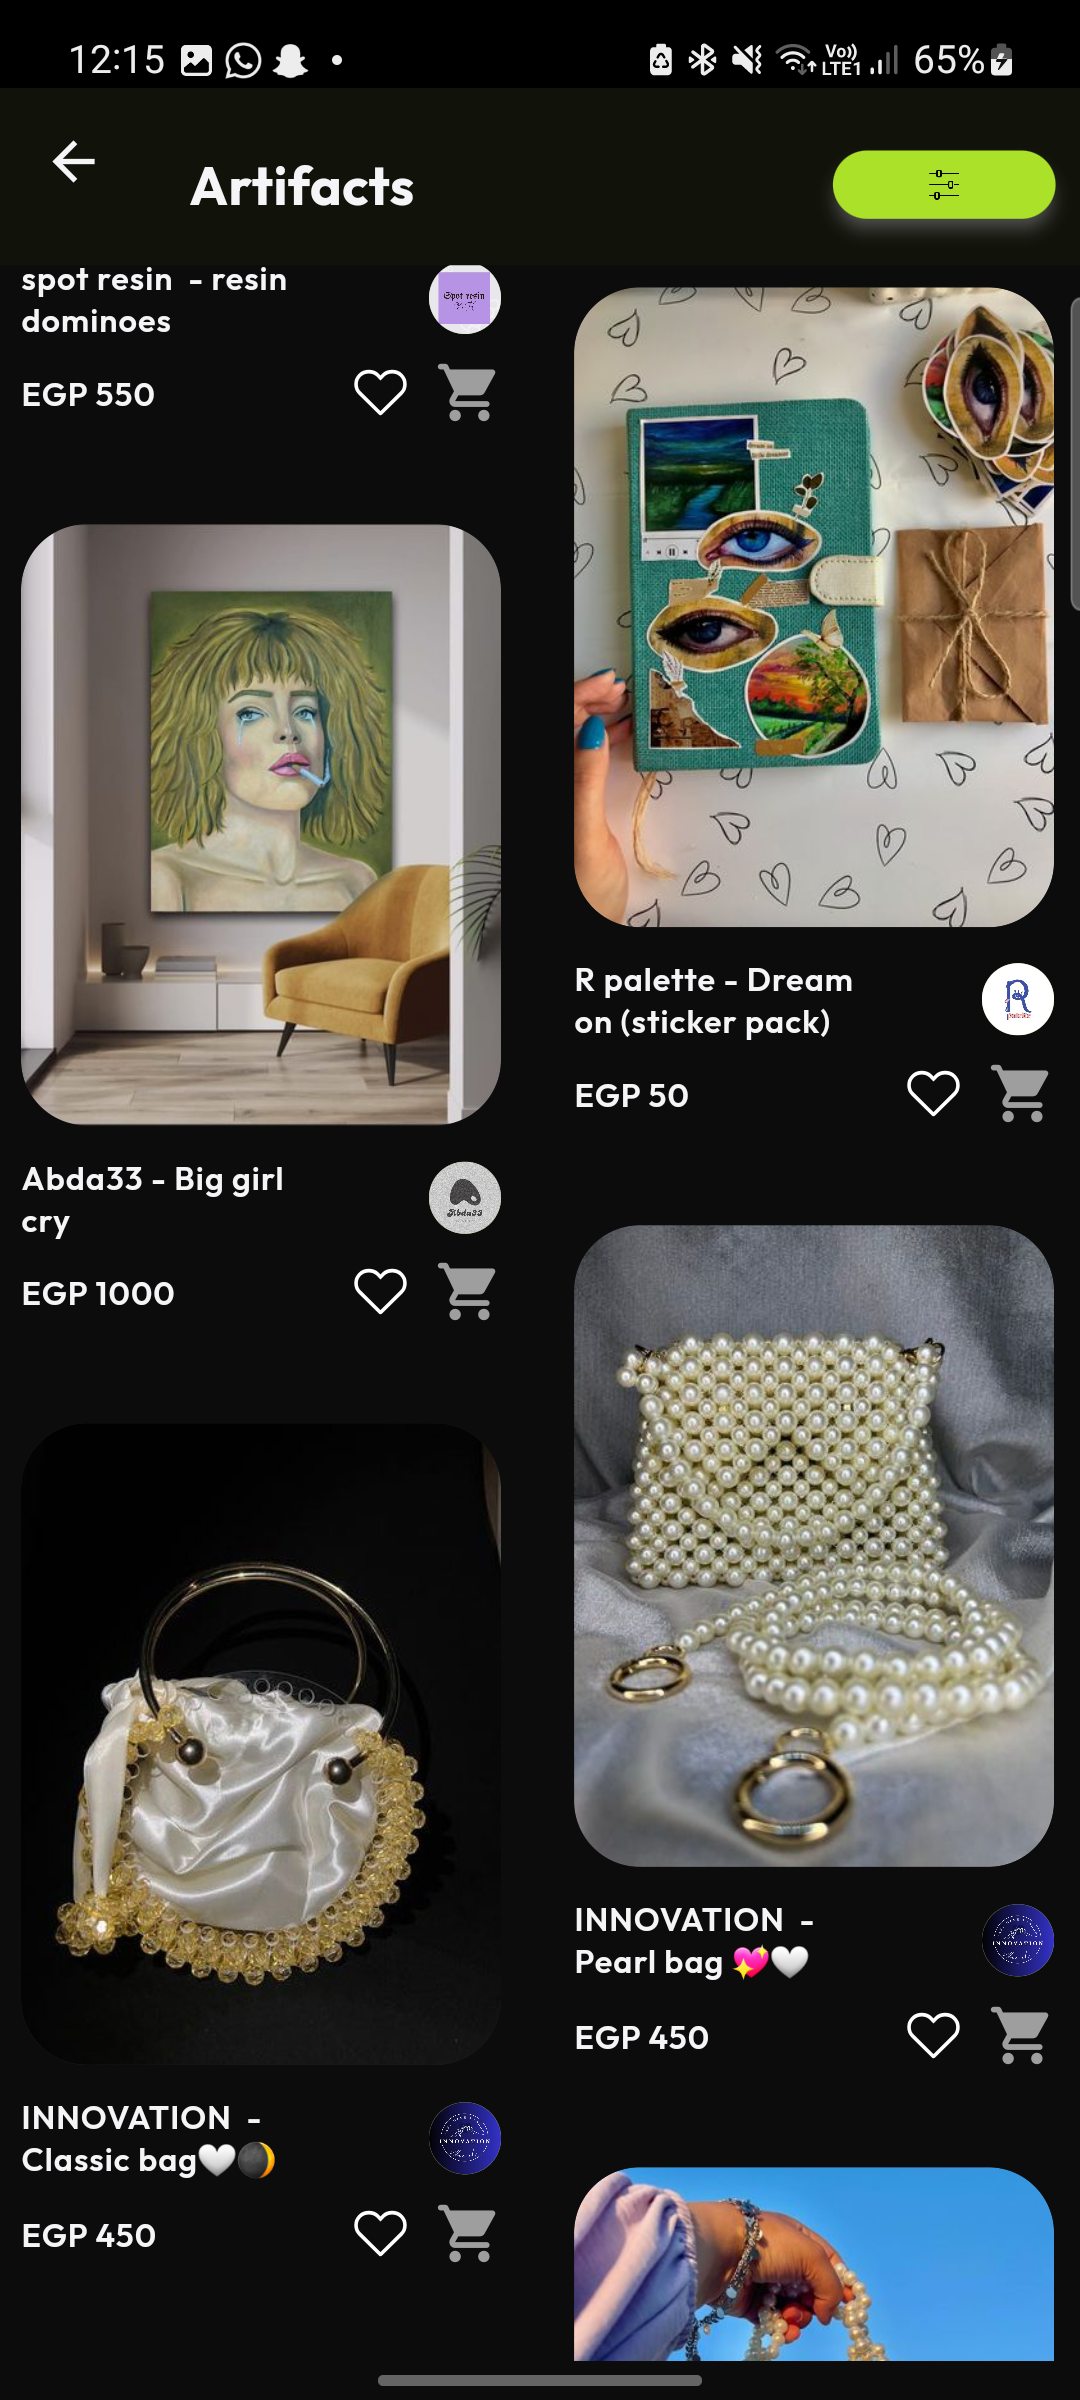 12:15
Vo))
LTE1
65%
Artifacts
spot resin - resin
dominoes
Spot resin
EGP 550
Abda33 - Big girl
cry
Abda33
EGP 1000
INNOVATION -
Classic bag🤍🌖
INNOVATION
EGP 450
R palette - Dream
on (sticker pack)
R
EGP 50
INNOVATION -
Pearl bag 💖🤍
INNOVATION
EGP 450